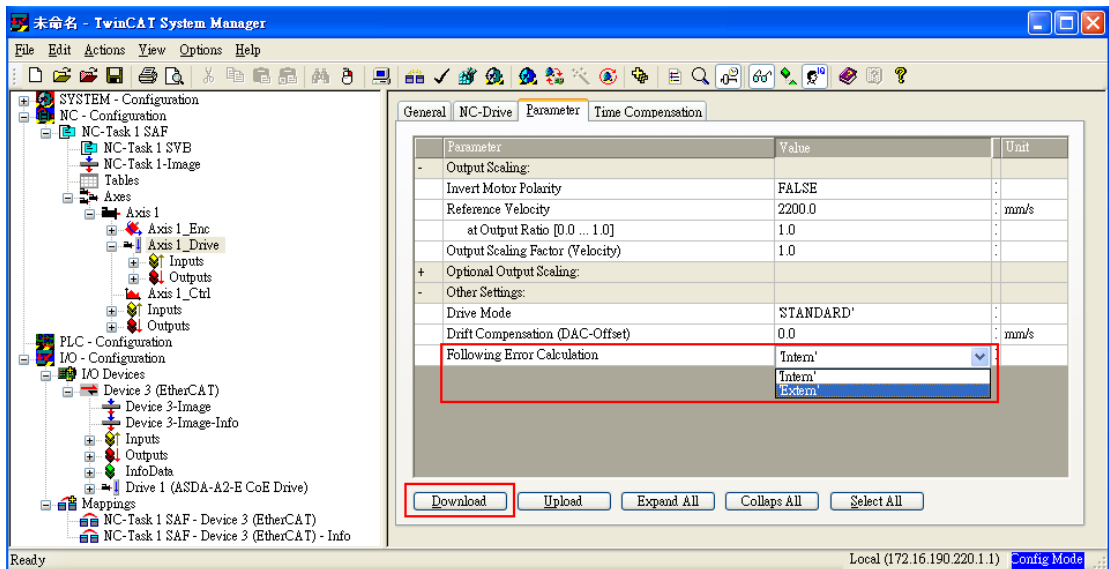 未命名 - TwinCAT System Manager
File Edit Actions View Options Help
SYSTEM - Configuration
NC - Configuration
NC-Task 1 SAF
NC-Task 1 SVB
NC-Task 1-Image
Tables
Axes
Axis 1
Axis 1_Enc
Axis 1_Drive
Inputs
Outputs
Axis 1_Ctrl
Inputs
Outputs
PLC - Configuration
I/O - Configuration
I/O Devices
Device 3 (EtherCAT)
Device 3-Image
Device 3-Image-Info
Inputs
Outputs
InfoData
Drive 1 (ASDA-A2-E CoE Drive)
Mappings
NC-Task 1 SAF - Device 3 (EtherCAT)
NC-Task 1 SAF - Device 3 (EtherCAT) - Info
General NC-Drive Parameter Time Compensation
Parameter Value Unit
- Output Scaling:
Invert Motor Polarity FALSE
Reference Velocity 2200.0 mm/s
at Output Ratio [0.0 ... 1.0] 1.0
Output Scaling Factor (Velocity) 1.0
+ Optional Output Scaling:
- Other Settings:
Drive Mode 'STANDARD'
Drift Compensation (DAC-Offset) 0.0 mm/s
Following Error Calculation 'Intern'
'Intern'
'Extern'
Download Upload Expand All Collaps All Select All
Ready Local (172.16.190.220.1.1) Config Mode